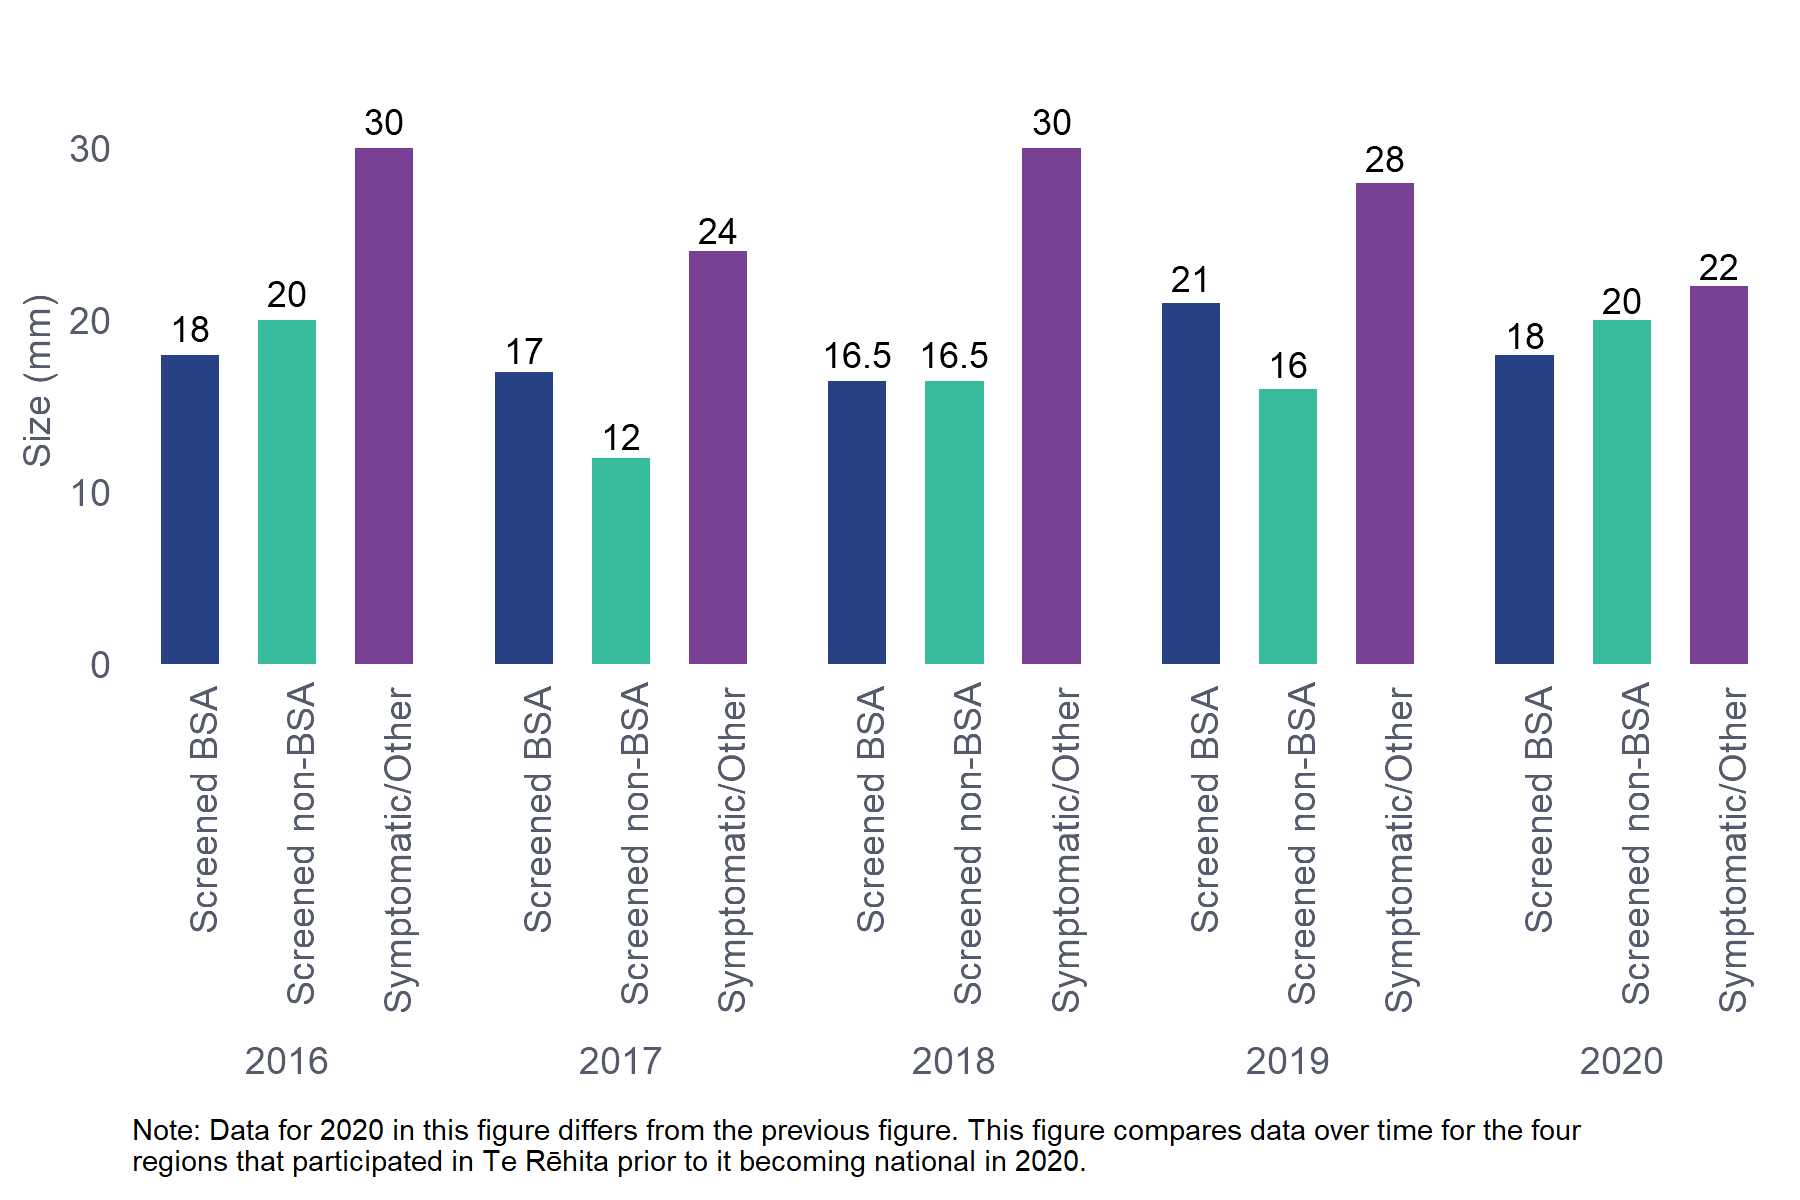 Size (mm)
30
20
10
0
18
20
30
17
12
24
16.5
16.5
30
21
16
28
18
20
22
Screened BSA
Screened non-BSA
Symptomatic/Other
Screened BSA
Screened non-BSA
Symptomatic/Other
Screened BSA
Screened non-BSA
Symptomatic/Other
Screened BSA
Screened non-BSA
Symptomatic/Other
Screened BSA
Screened non-BSA
Symptomatic/Other
2016
2017
2018
2019
2020
Note: Data for 2020 in this figure differs from the previous figure. This figure compares data over time for the four
regions that participated in Te Rēhita prior to it becoming national in 2020.